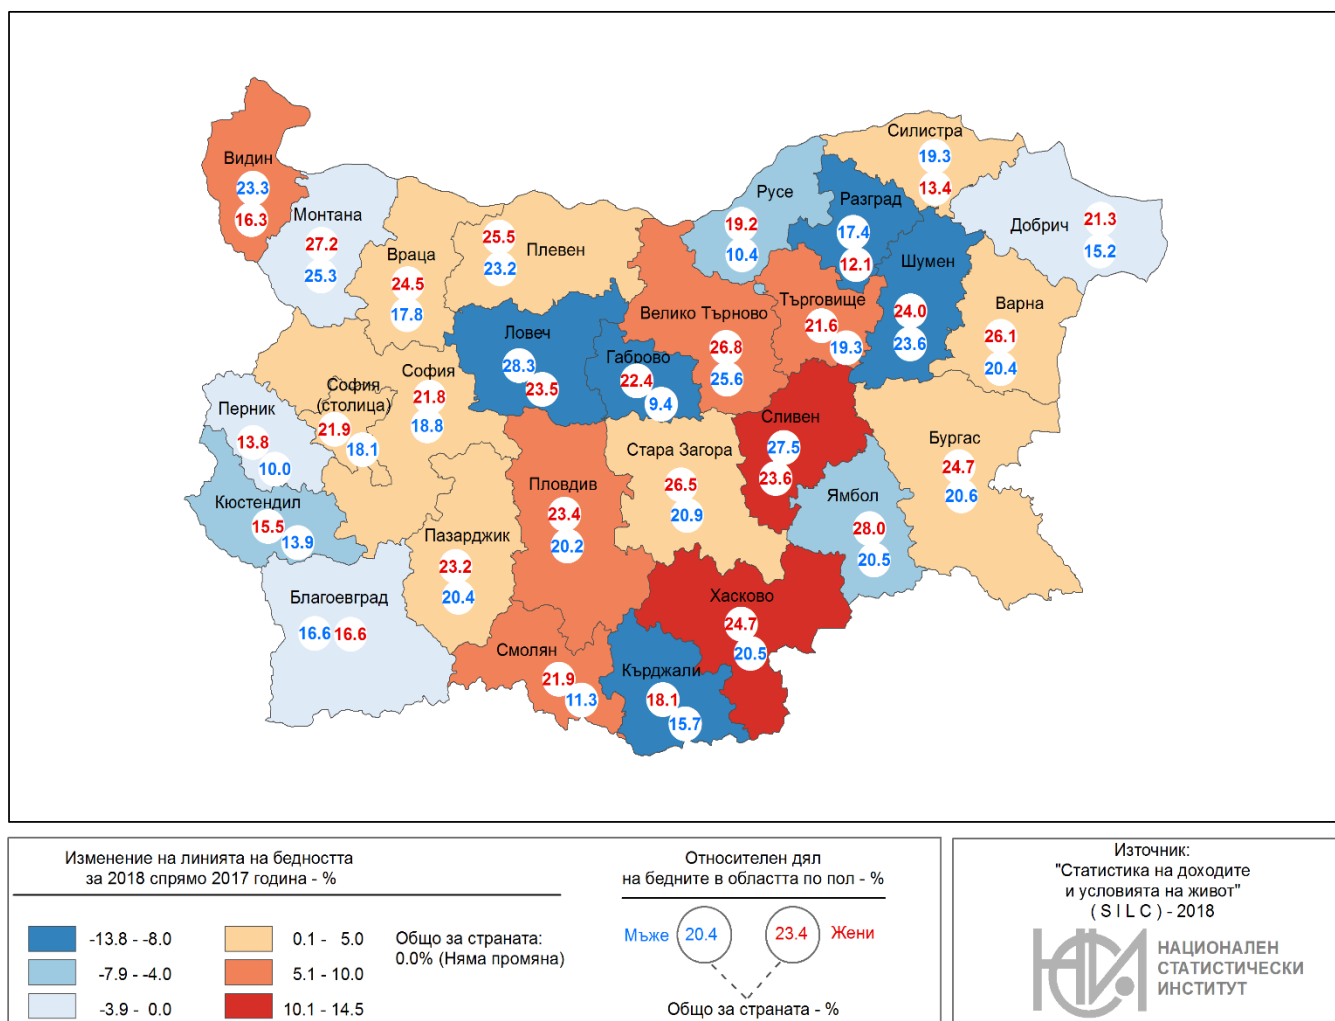 Силистра
19.3
13.4
Видин
23.3
16.3
Русе
19.2
10.4
Разград
17.4
12.1
Добрич
21.3
15.2
Монтана
27.2
25.3
Враца
24.5
17.8
Плевен
25.5
23.2
Шумен
24.0
23.6
Варна
26.1
20.4
Търговище
21.6
19.3
Велико Търново
26.8
25.6
Ловеч
28.3
23.5
Габрово
22.4
9.4
София
21.8
18.8
София
(столица)
21.9
18.1
Перник
13.8
10.0
Сливен
27.5
23.6
Бургас
24.7
20.6
Стара Загора
26.5
20.9
Пловдив
23.4
20.2
Ямбол
28.0
20.5
Кюстендил
15.5
13.9
Пазарджик
23.2
20.4
Благоевград
16.6 16.6
Хасково
24.7
20.5
Смолян
21.9
11.3
Кърджали
18.1
15.7
Изменение на линията на бедността
за 2018 спрямо 2017 година - %
-13.8 - -8.0
-7.9 - -4.0
-3.9 - 0.0
0.1 - 5.0
5.1 - 10.0
10.1 - 14.5
Общо за страната:
0.0% (Няма промяна)
Относителен дял
на бедните в областта по пол - %
Мъже 20.4 23.4 Жени
Общо за страната - %
Източник:
"Статистика на доходите
и условията на живот"
( S I L C ) - 2018
НСИ
НАЦИОНАЛЕН
СТАТИСТИЧЕСКИ
ИНСТИТУТ